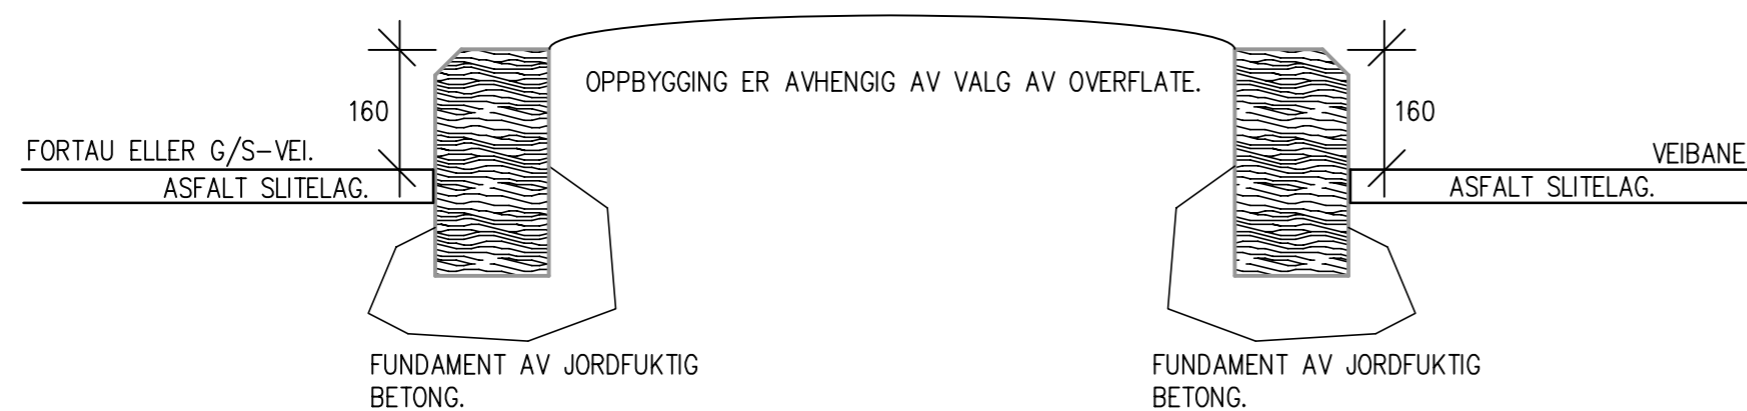 OPPBYGGING ER AVHENGIG AV VALG AV OVERFLATE.
160
160
FORTAU ELLER G/S-VEI.
VEIBANE
ASFALT SLITELAG.
ASFALT SLITELAG.
FUNDAMENT AV JORDFUKTIG
BETONG.
FUNDAMENT AV JORDFUKTIG
BETONG.